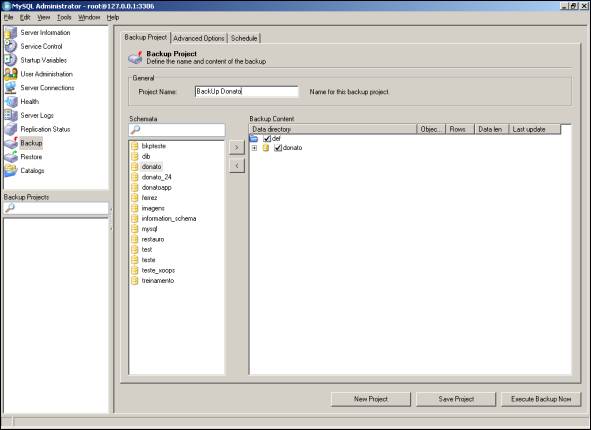 MySQL Administrator - root@127.0.0.1:3306
File Edit View Tools Window Help
Server Information
Service Control
Startup Variables
User Administration
Server Connections
Health
Server Logs
Replication Status
Backup
Restore
Catalogs
Backup Projects
Backup Project Advanced Options Schedule
Backup Project
Define the name and content of the backup
General
Project Name: BackUp Donato Name for this backup project.
Schemata
bkpteste
dib
donato
donato_24
donatoapp
ferrez
imagens
information_schema
mysql
restauro
test
teste
teste_xoops
treinamento
>
<
Backup Content
Data directory Objec... Rows Data len Last update
def
donato
New Project Save Project Execute Backup Now